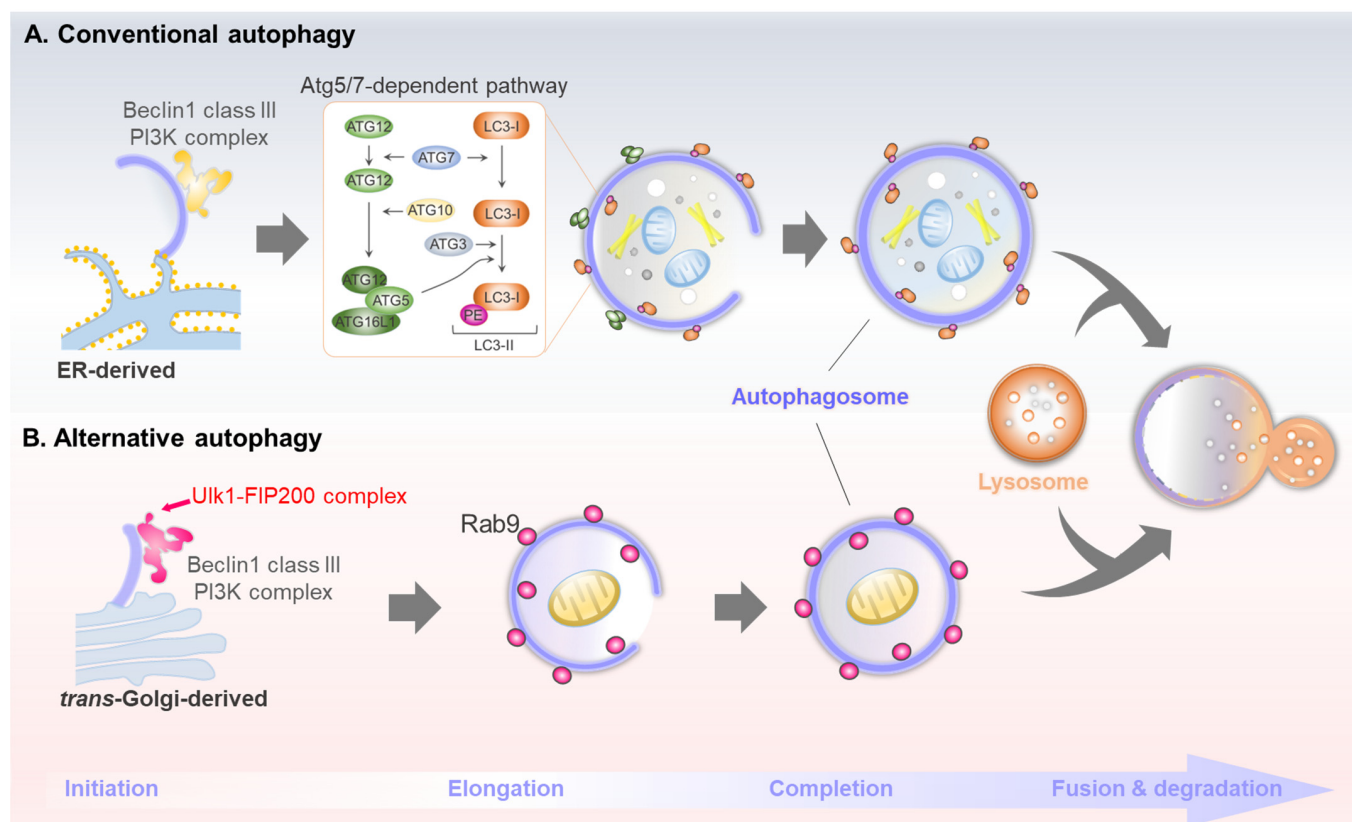 A. Conventional autophagy
Atg5/7-dependent pathway
Beclin1 class III
PI3K complex
ATG12
LC3-I
ATG7
ATG12
ATG10
LC3-I
ATG3
ATG12
ATG5
LC3-I
PE
ATG16L1
LC3-II
ER-derived
Autophagosome
Lysosome
B. Alternative autophagy
Ulk1-FIP200 complex
Rab9
Beclin1 class III
PI3K complex
trans-Golgi-derived
Initiation
Elongation
Completion
Fusion & degradation